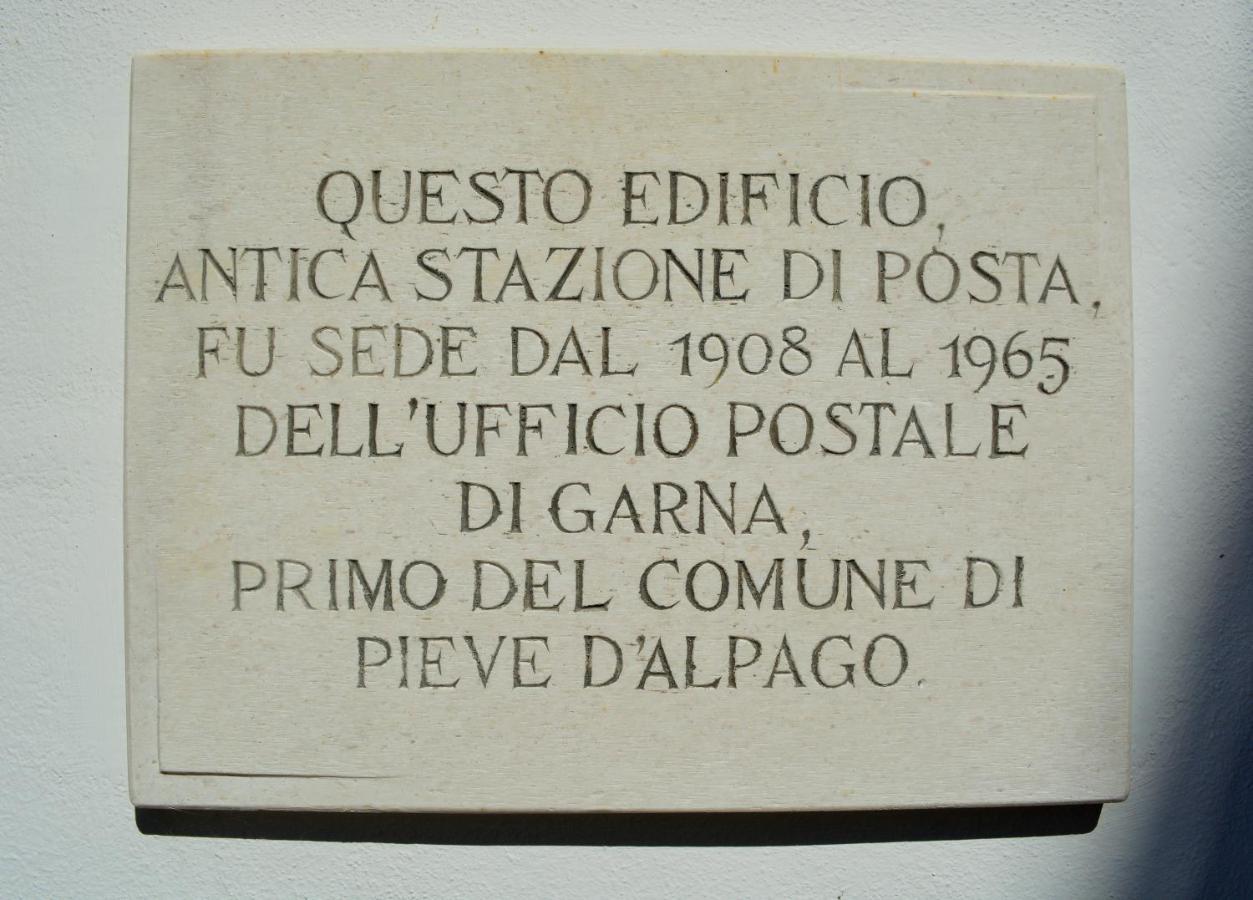 QUESTO EDIFICIO,
ANTICA STAZIONE DI POSTA,
FU SEDE DAL 1908 AL 1965
DELL'UFFICIO POSTALE
DI GARNA,
PRIMO DEL COMUNE DI
PIEVE D'ALPAGO.